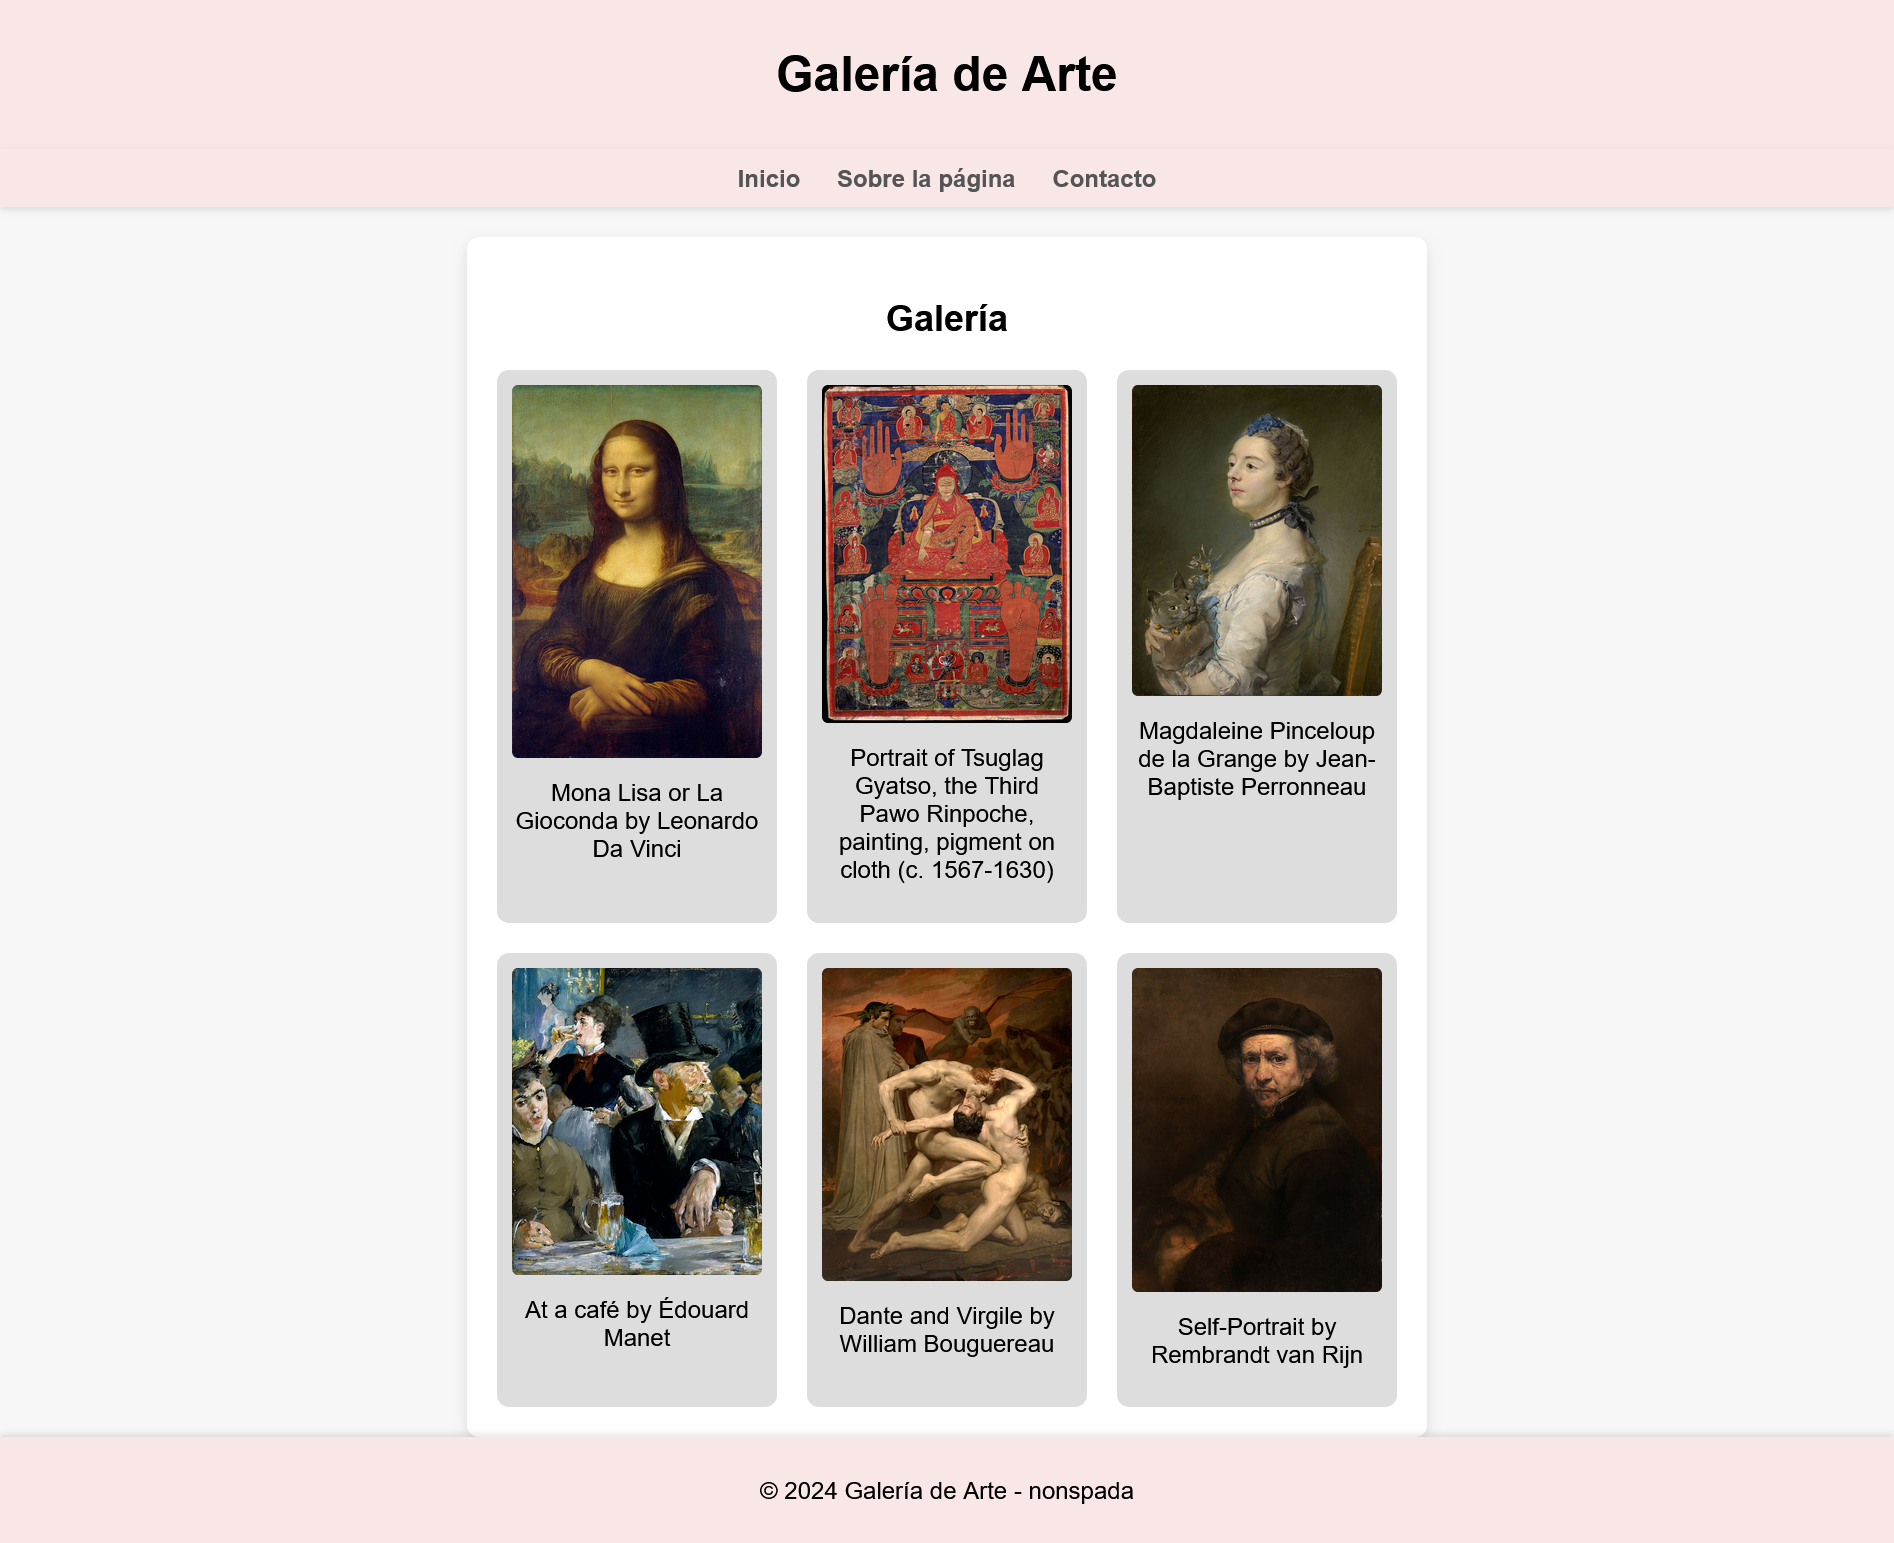 Galería de Arte
Inicio Sobre la página Contacto
Galería
Mona Lisa or La
Gioconda by Leonardo
Da Vinci
Portrait of Tsuglag
Gyatso, the Third
Pawo Rinpoche,
painting, pigment on
cloth (c. 1567-1630)
Magdaleine Pinceloup
de la Grange by Jean-
Baptiste Perronneau
At a café by Édouard
Manet
Dante and Virgile by
William Bouguereau
Self-Portrait by
Rembrandt van Rijn
© 2024 Galería de Arte - nonspada